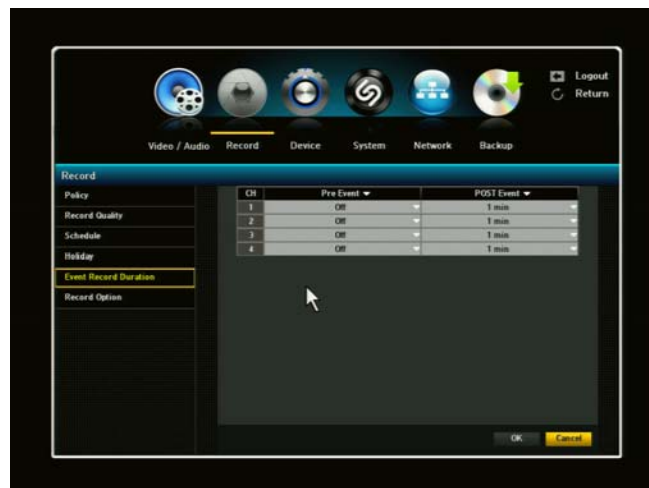 Logout
Return
Video / Audio Record Device System Network Backup
Record
Policy
Record Quality
Schedule
Holiday
Event Record Duration
Record Option
CH Pre Event POST Event
1 Off 1 min
2 Off 1 min
3 Off 1 min
4 Off 1 min
OK Cancel